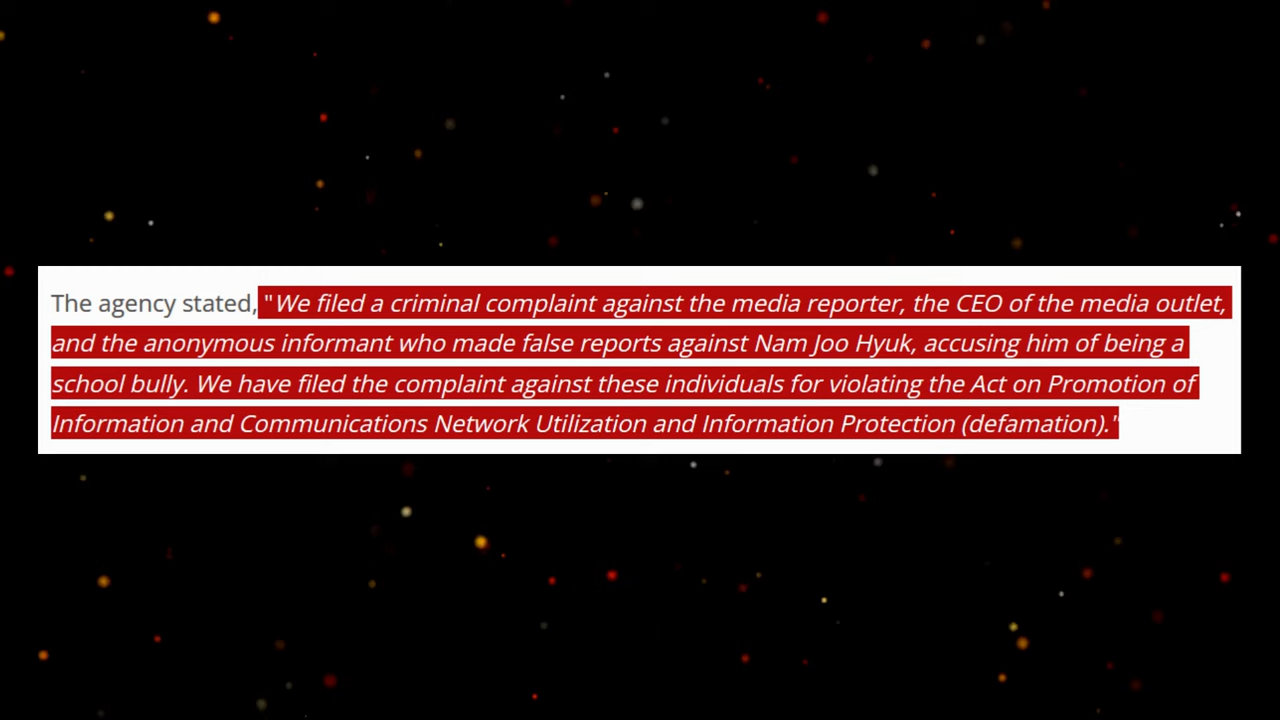 The agency stated, "We filed a criminal complaint against the media reporter, the CEO of the media outlet,
and the anonymous informant who made false reports against Nam Joo Hyuk, accusing him of being a
school bully. We have filed the complaint against these individuals for violating the Act on Promotion of
Information and Communications Network Utilization and Information Protection (defamation)."